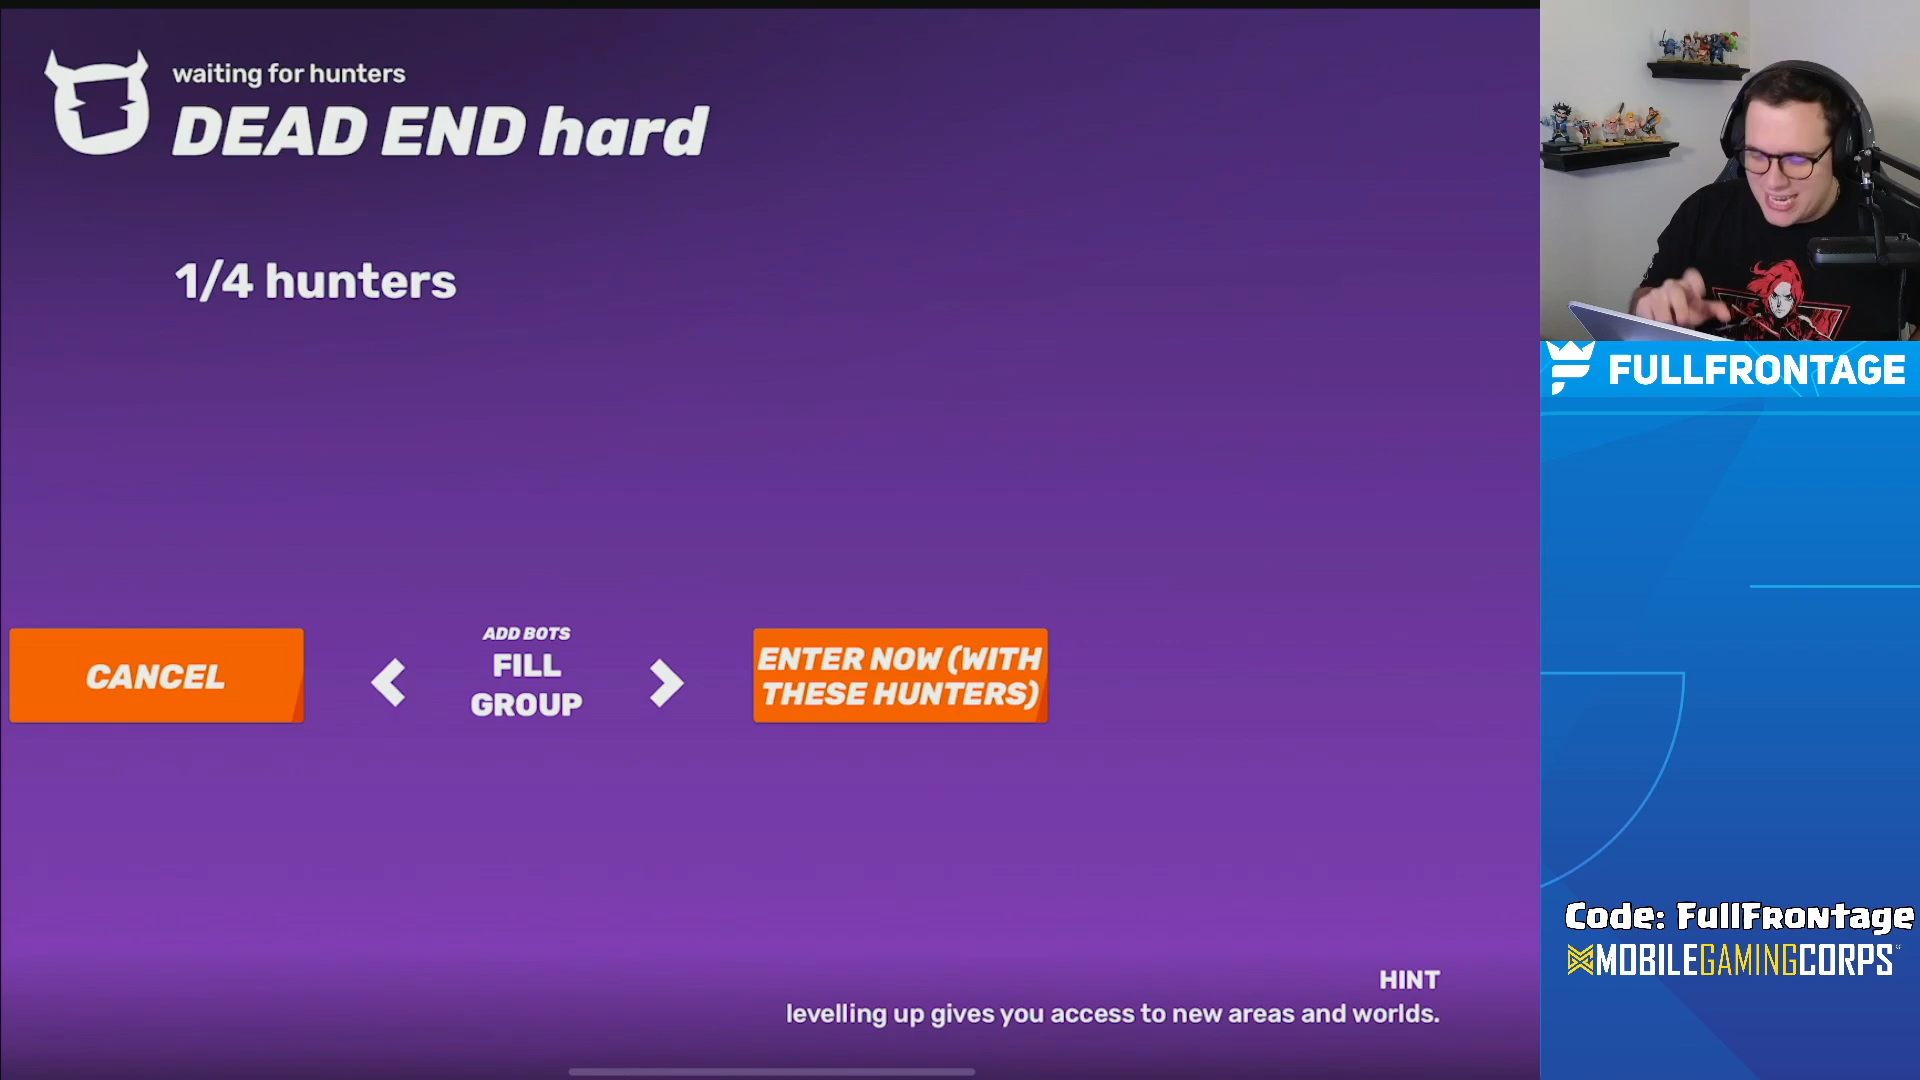 waiting for hunters
DEAD END hard
1/4 hunters
CANCEL
ADD BOTS
FILL
GROUP
ENTER NOW (WITH
THESE HUNTERS)
HINT
levelling up gives you access to new areas and worlds.
FULLFRONTAGE
Code: FullFrontage
MOBILEGAMINGCORPS